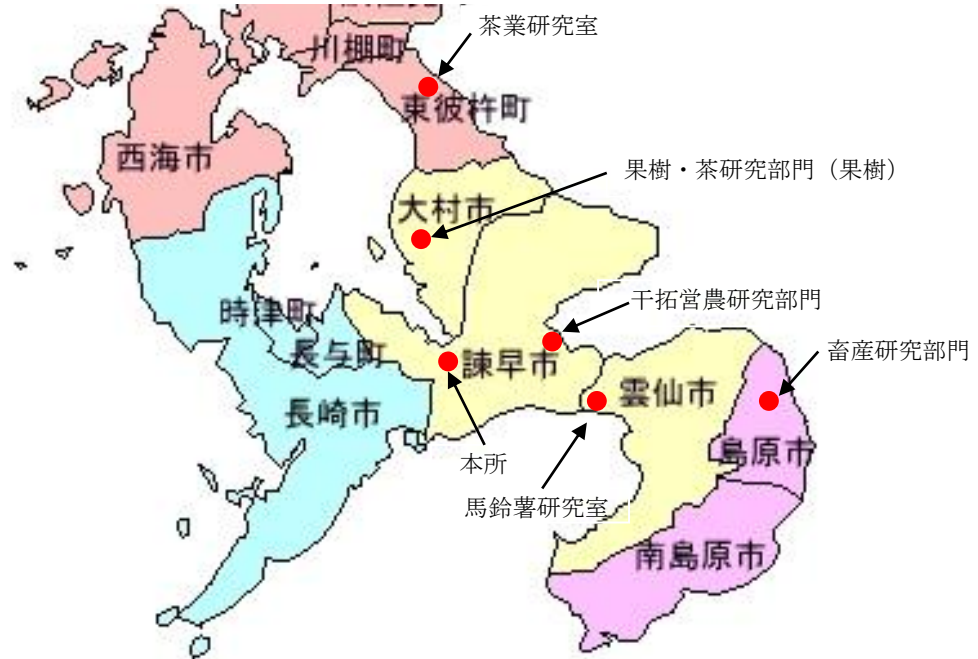 茶業研究室
川棚町
東彼杵町
西海市
果樹・茶研究部門（果樹）
大村市
干拓営農研究部門
時津町
長与町
諫早市
畜産研究部門
雲仙市
長崎市
島原市
本所
馬鈴薯研究室
南島原市